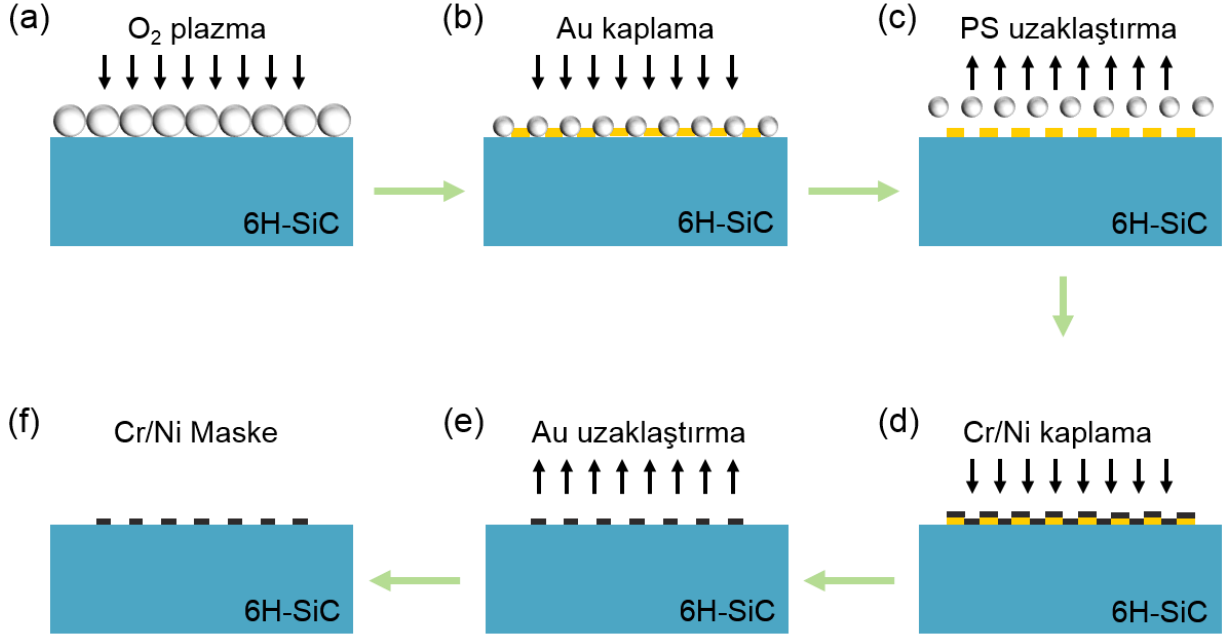 (a)
O₂ plazma
6H-SiC
(b)
Au kaplama
6H-SiC
(c)
PS uzaklaştırma
6H-SiC
(f)
Cr/Ni Maske
6H-SiC
(e)
Au uzaklaştırma
6H-SiC
(d)
Cr/Ni kaplama
6H-SiC